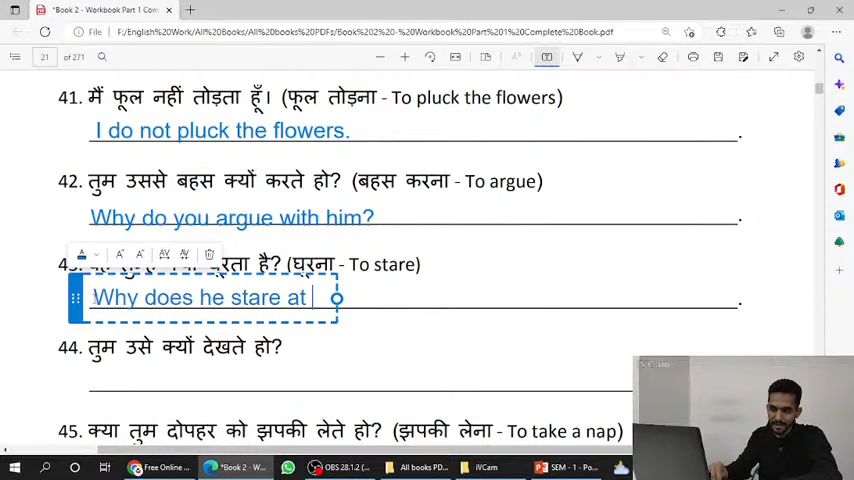 *Book 2 - Workbook Part 1 Com
F:/English%20Work/All%20Books/All%20books%20PDFs/Book%202%20-%20Workbook%20Part%201%20Complete%20Book.pdf
21 of 271
41. मैं फूल नहीं तोड़ता हूँ। (फूल तोड़ना - To pluck the flowers)
I do not pluck the flowers.
42. तुम उससे बहस क्यों करते हो? (बहस करना - To argue)
Why do you argue with him?
है? (घूरना - To stare)
Why does he stare at
44. तुम उसे क्यों देखते हो?
iVCam
45. क्या तुम दोपहर को झपकी लेते हो? (झपकी लेना - To take a nap)
Free Online ...
*Book 2 - W...
OBS 28.1.2 (...
All books PD...
iVCam
SEM - 1 - Po...